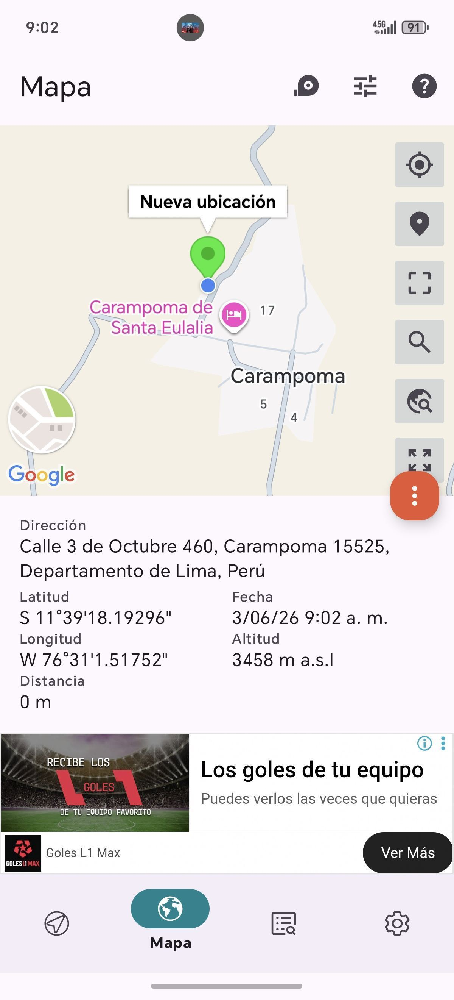 9:02
4.5G
91
Mapa
Nueva ubicación
Carampoma de
Santa Eulalia
17
Carampoma
5
4
Google
Dirección
Calle 3 de Octubre 460, Carampoma 15525,
Departamento de Lima, Perú
Latitud
Fecha
S 11°39'18.19296"
3/06/26 9:02 a. m.
Longitud
Altitud
W 76°31'1.51752"
3458 m a.s.l
Distancia
0 m
RECIBE LOS
GOLES
DE TU EQUIPO FAVORITO
Los goles de tu equipo
Puedes verlos las veces que quieras
GOLES L1 MAX
Goles L1 Max
Ver Más
Mapa